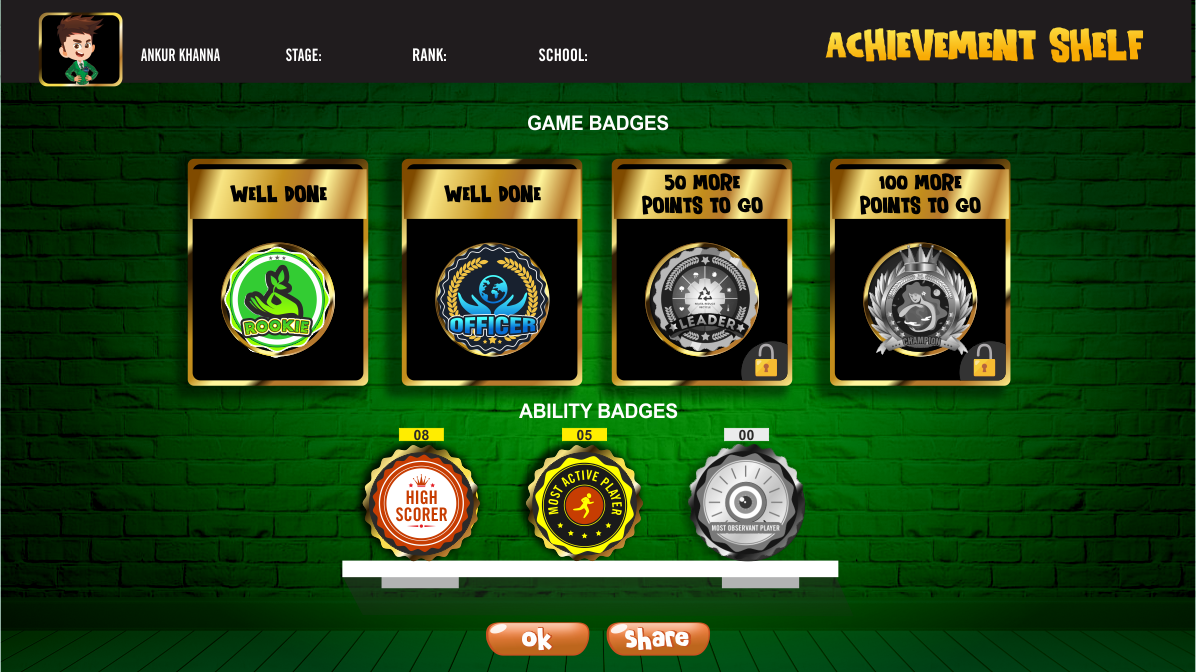 ANKUR KHANNA STAGE: RANK: SCHOOL: ACHIEVEMENT SHELF
GAME BADGES
WELL DONE
ROOKIE
WELL DONE
OFFICER
50 MORE
POINTS TO GO
LEADER
100 MORE
POINTS TO GO
CHAMPION
ABILITY BADGES
08
HIGH
SCORER
05
MOST ACTIVE PLAYER
00
MOST OBSERVANT PLAYER
ok
share